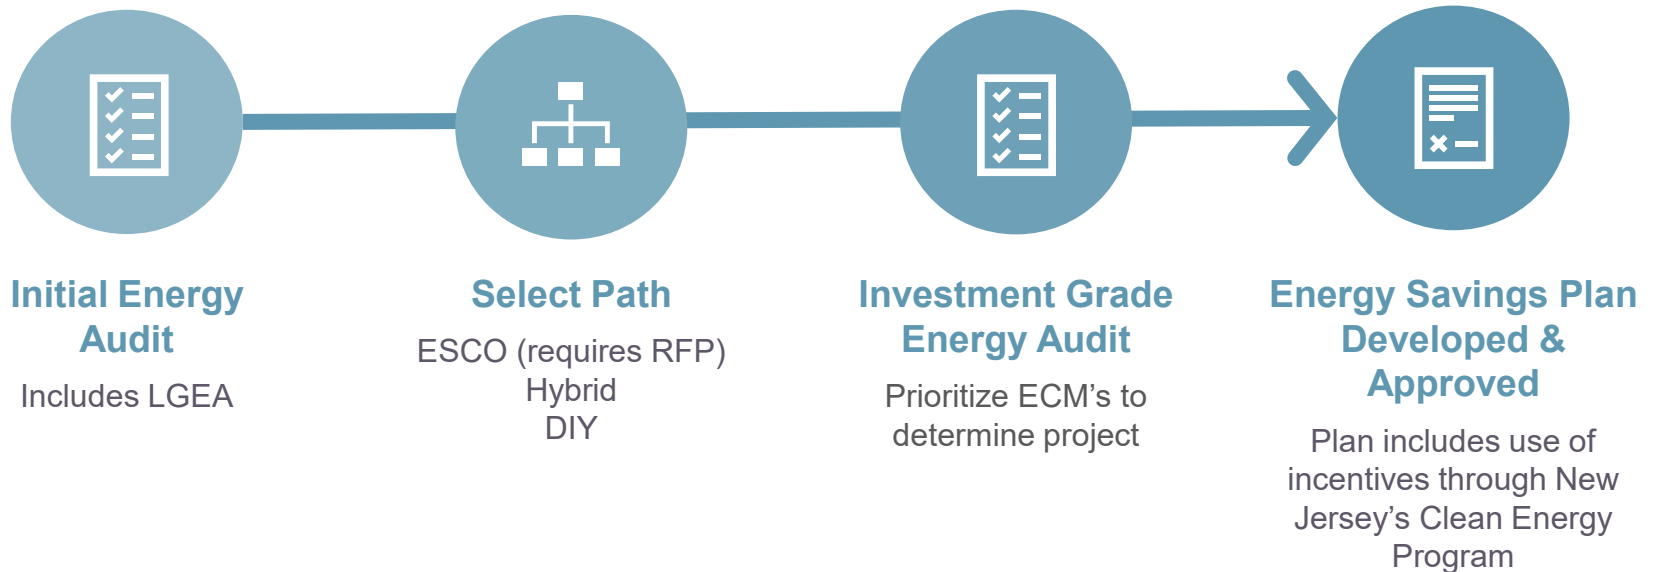 Initial Energy
Audit
Includes LGEA
Select Path
ESCO (requires RFP)
Hybrid
DIY
Investment Grade
Energy Audit
Prioritize ECM’s to
determine project
Energy Savings Plan
Developed &
Approved
Plan includes use of
incentives through New
Jersey’s Clean Energy
Program